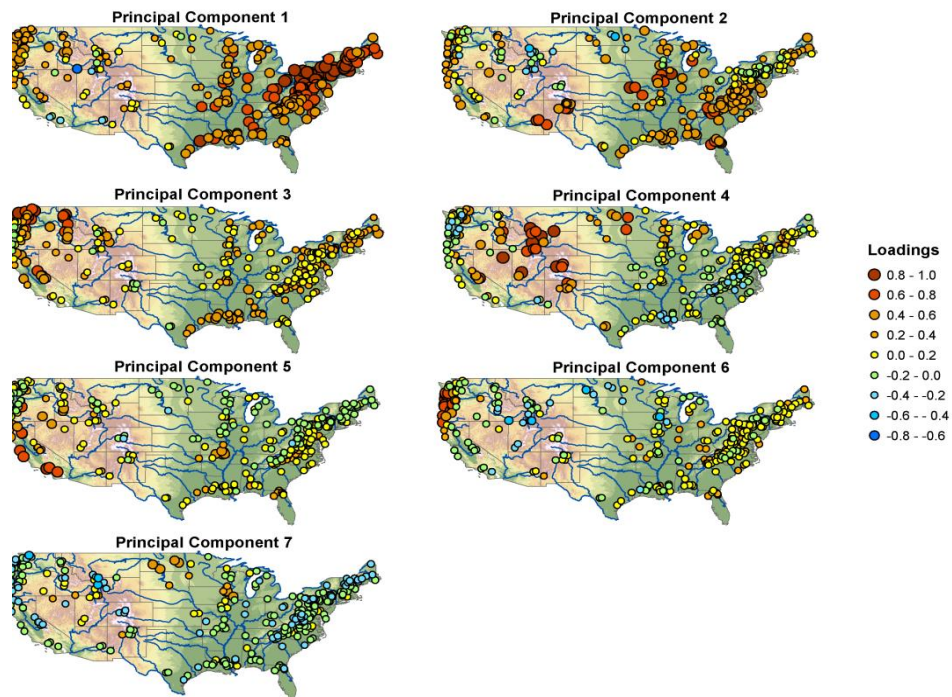 Principal Component 1
Principal Component 2
Principal Component 3
Principal Component 4
Principal Component 5
Principal Component 6
Principal Component 7
Loadings
0.8 - 1.0
0.6 - 0.8
0.4 - 0.6
0.2 - 0.4
0.0 - 0.2
-0.2 - 0.0
-0.4 - -0.2
-0.6 - -0.4
-0.8 - -0.6